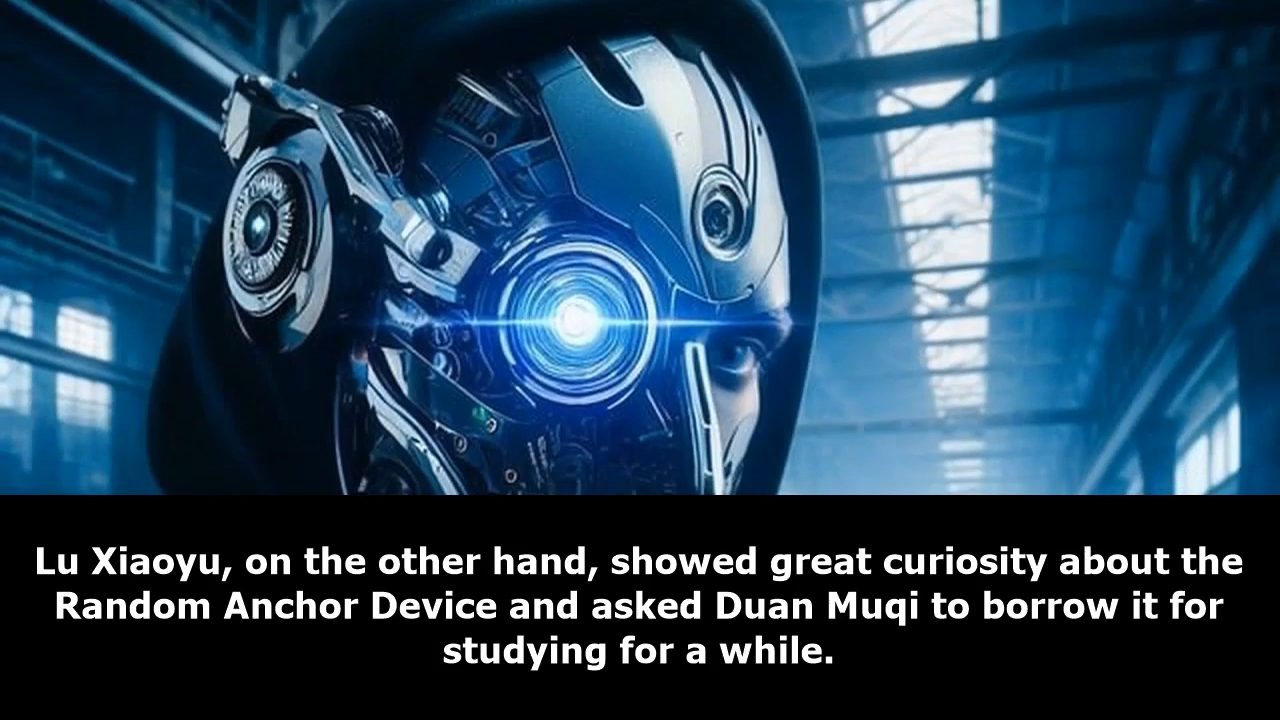 Lu Xiaoyu, on the other hand, showed great curiosity about the
Random Anchor Device and asked Duan Muqi to borrow it for
studying for a while.